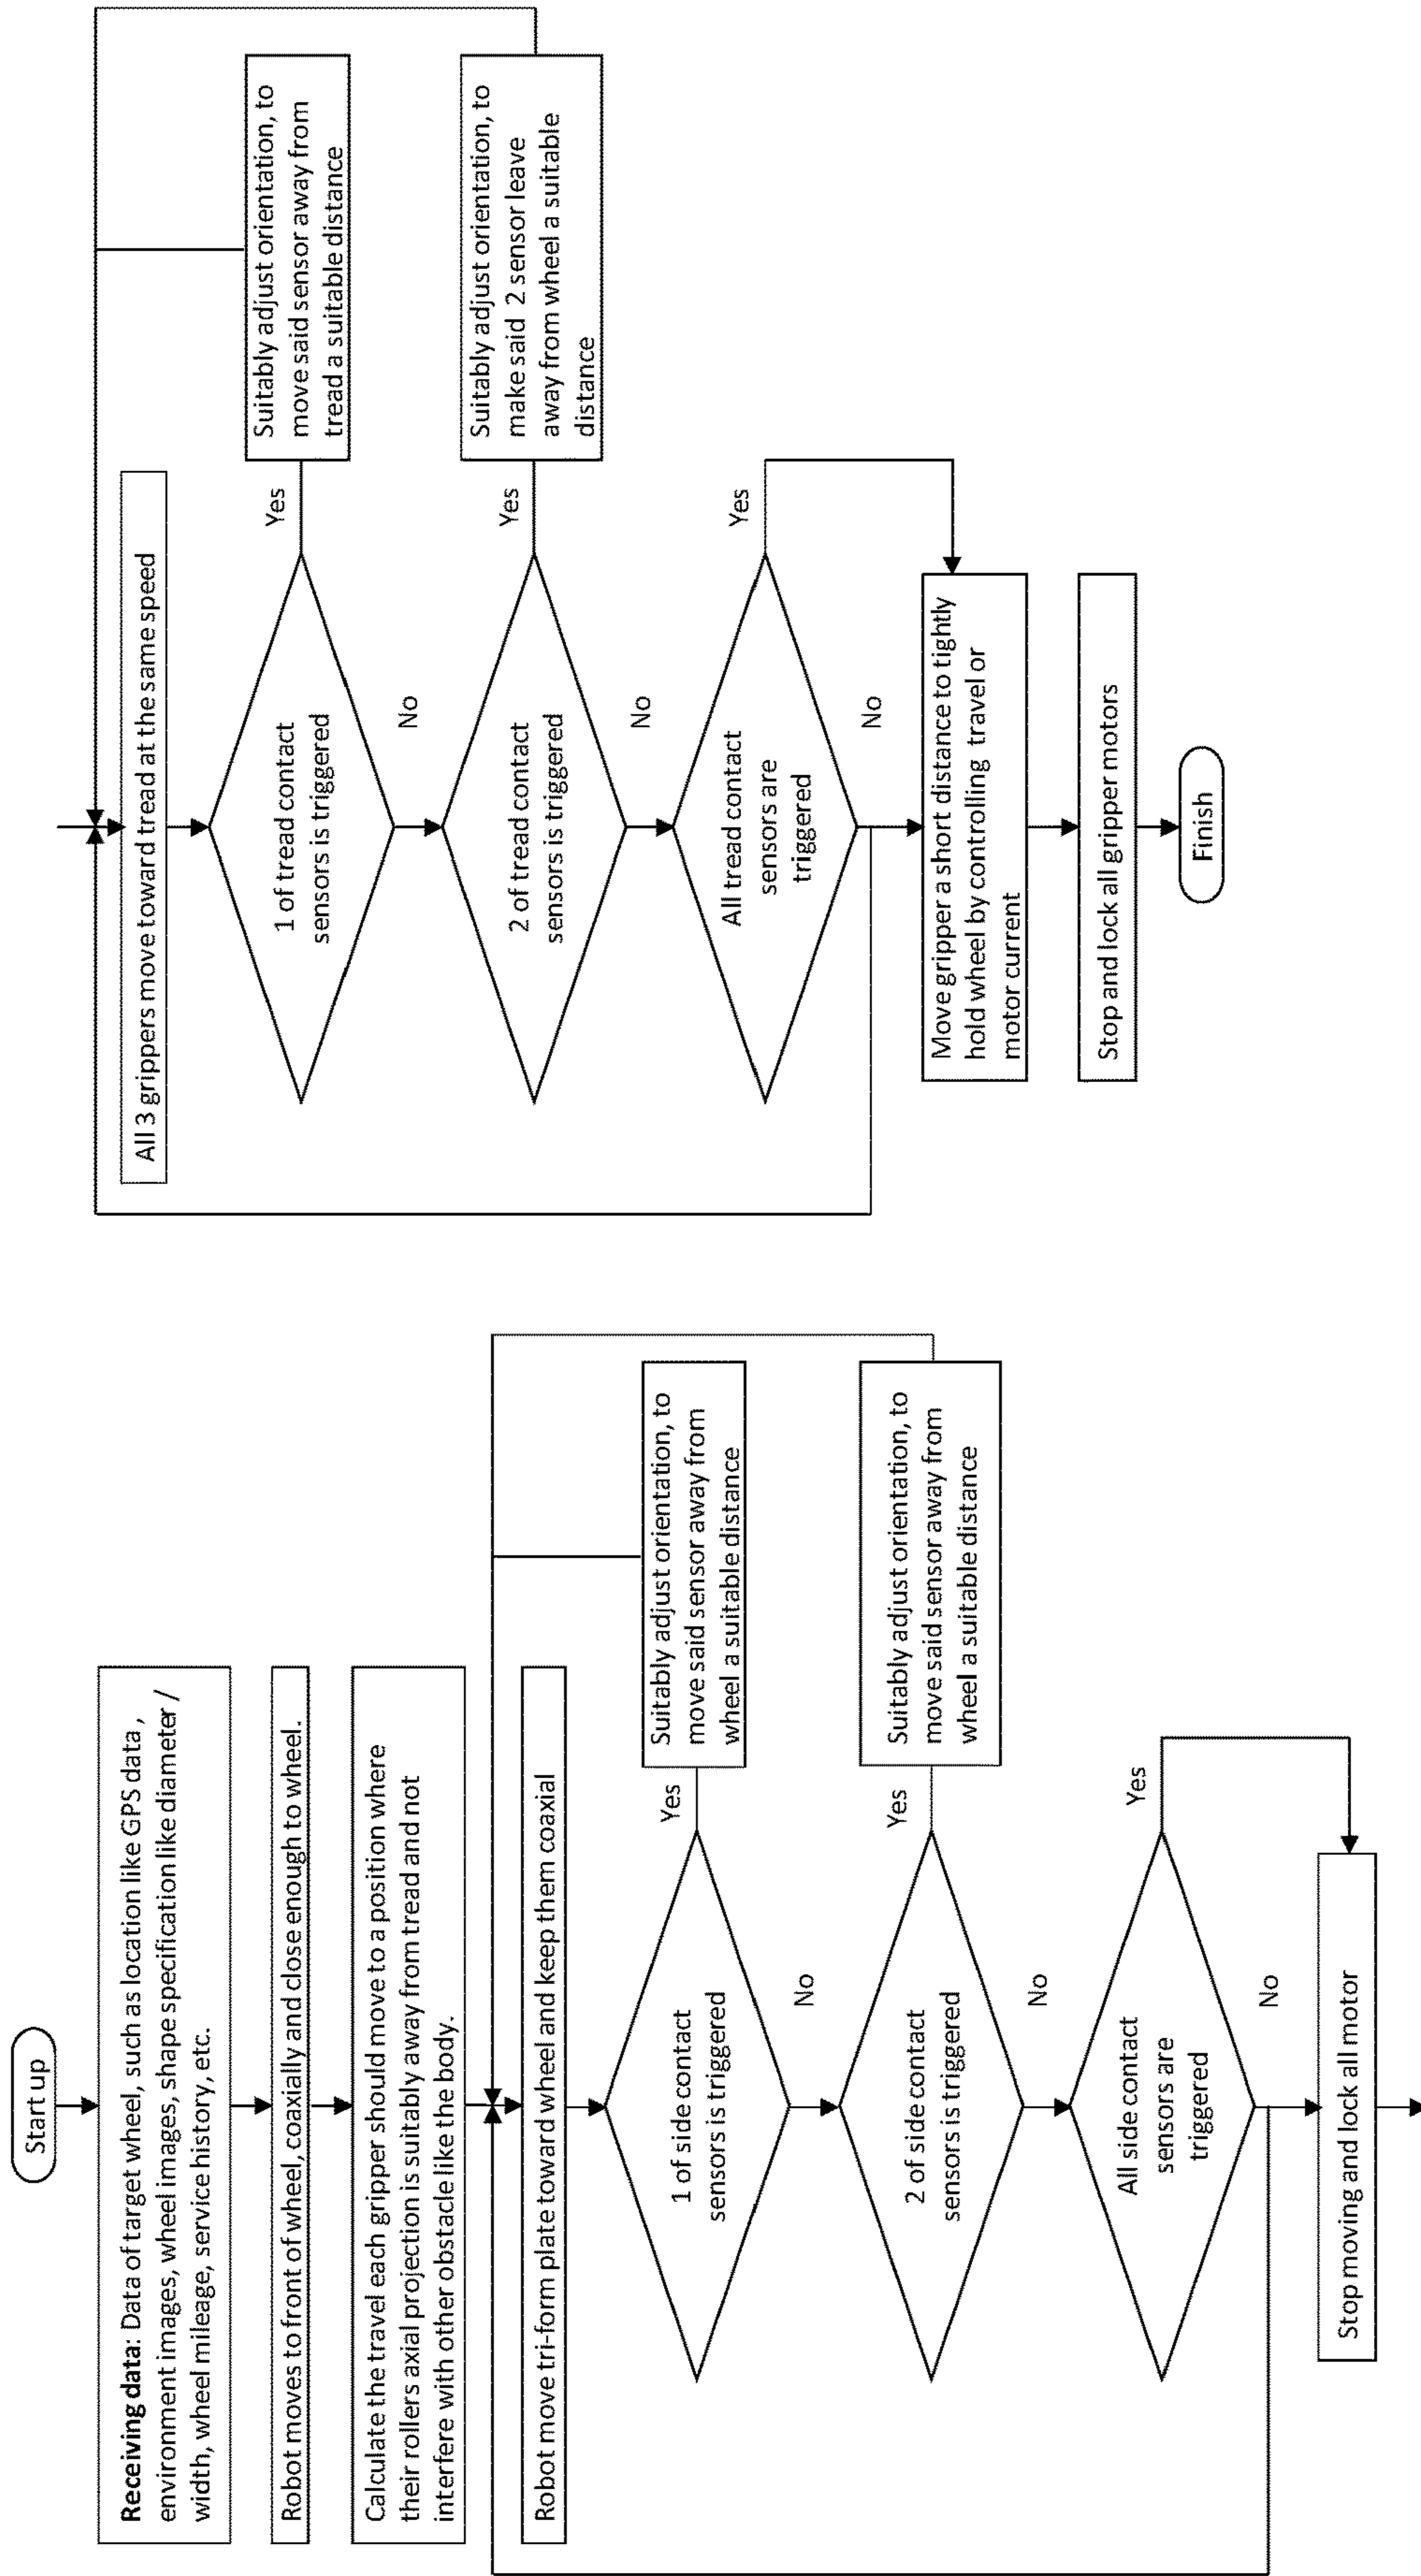 Start up
Receiving data: Data of target wheel, such as location like GPS data ,
environment images, wheel images, shape specification like diameter /
width, wheel mileage, service history, etc.
Robot moves to front of wheel, coaxially and close enough to wheel.
Calculate the travel each gripper should move to a position where
their rollers axial projection is suitably away from tread and not
interfere with other obstacle like the body.
Robot move tri-form plate toward wheel and keep them coaxial
1 of side contact
sensors is triggered
Yes
Suitably adjust orientation, to
move said sensor away from
wheel a suitable distance
No
2 of side contact
sensors is triggered
Yes
Suitably adjust orientation, to
move said sensor away from
wheel a suitable distance
No
All side contact
sensors are
triggered
Yes
No
Stop moving and lock all motor
All 3 grippers move toward tread at the same speed
1 of tread contact
sensors is triggered
Yes
Suitably adjust orientation, to
move said sensor away from
tread a suitable distance
No
2 of tread contact
sensors is triggered
Yes
Suitably adjust orientation, to
make said 2 sensor leave
away from wheel a suitable
distance
No
All tread contact
sensors are
triggered
Yes
No
Move gripper a short distance to tightly
hold wheel by controlling travel or
motor current
Stop and lock all gripper motors
Finish